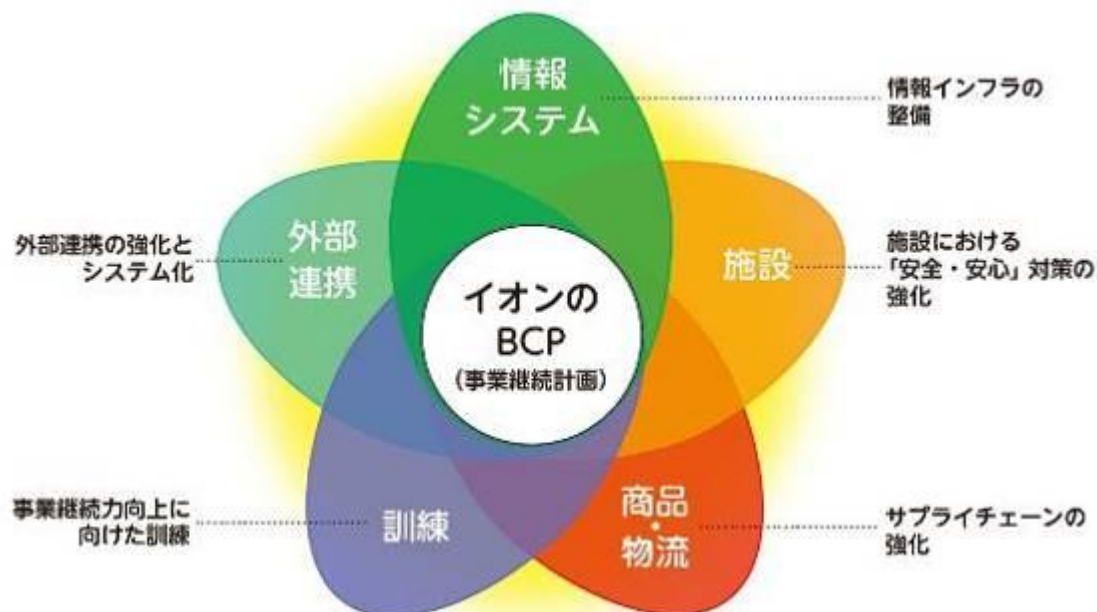 情報
システム
情報インフラの
整備
外部
連携
外部連携の強化と
システム化
施設
施設における
「安全・安心」対策の
強化
イオンの
BCP
(事業継続計画)
訓練
事業継続力向上に
向けた訓練
商品
・
物流
サプライチェーンの
強化